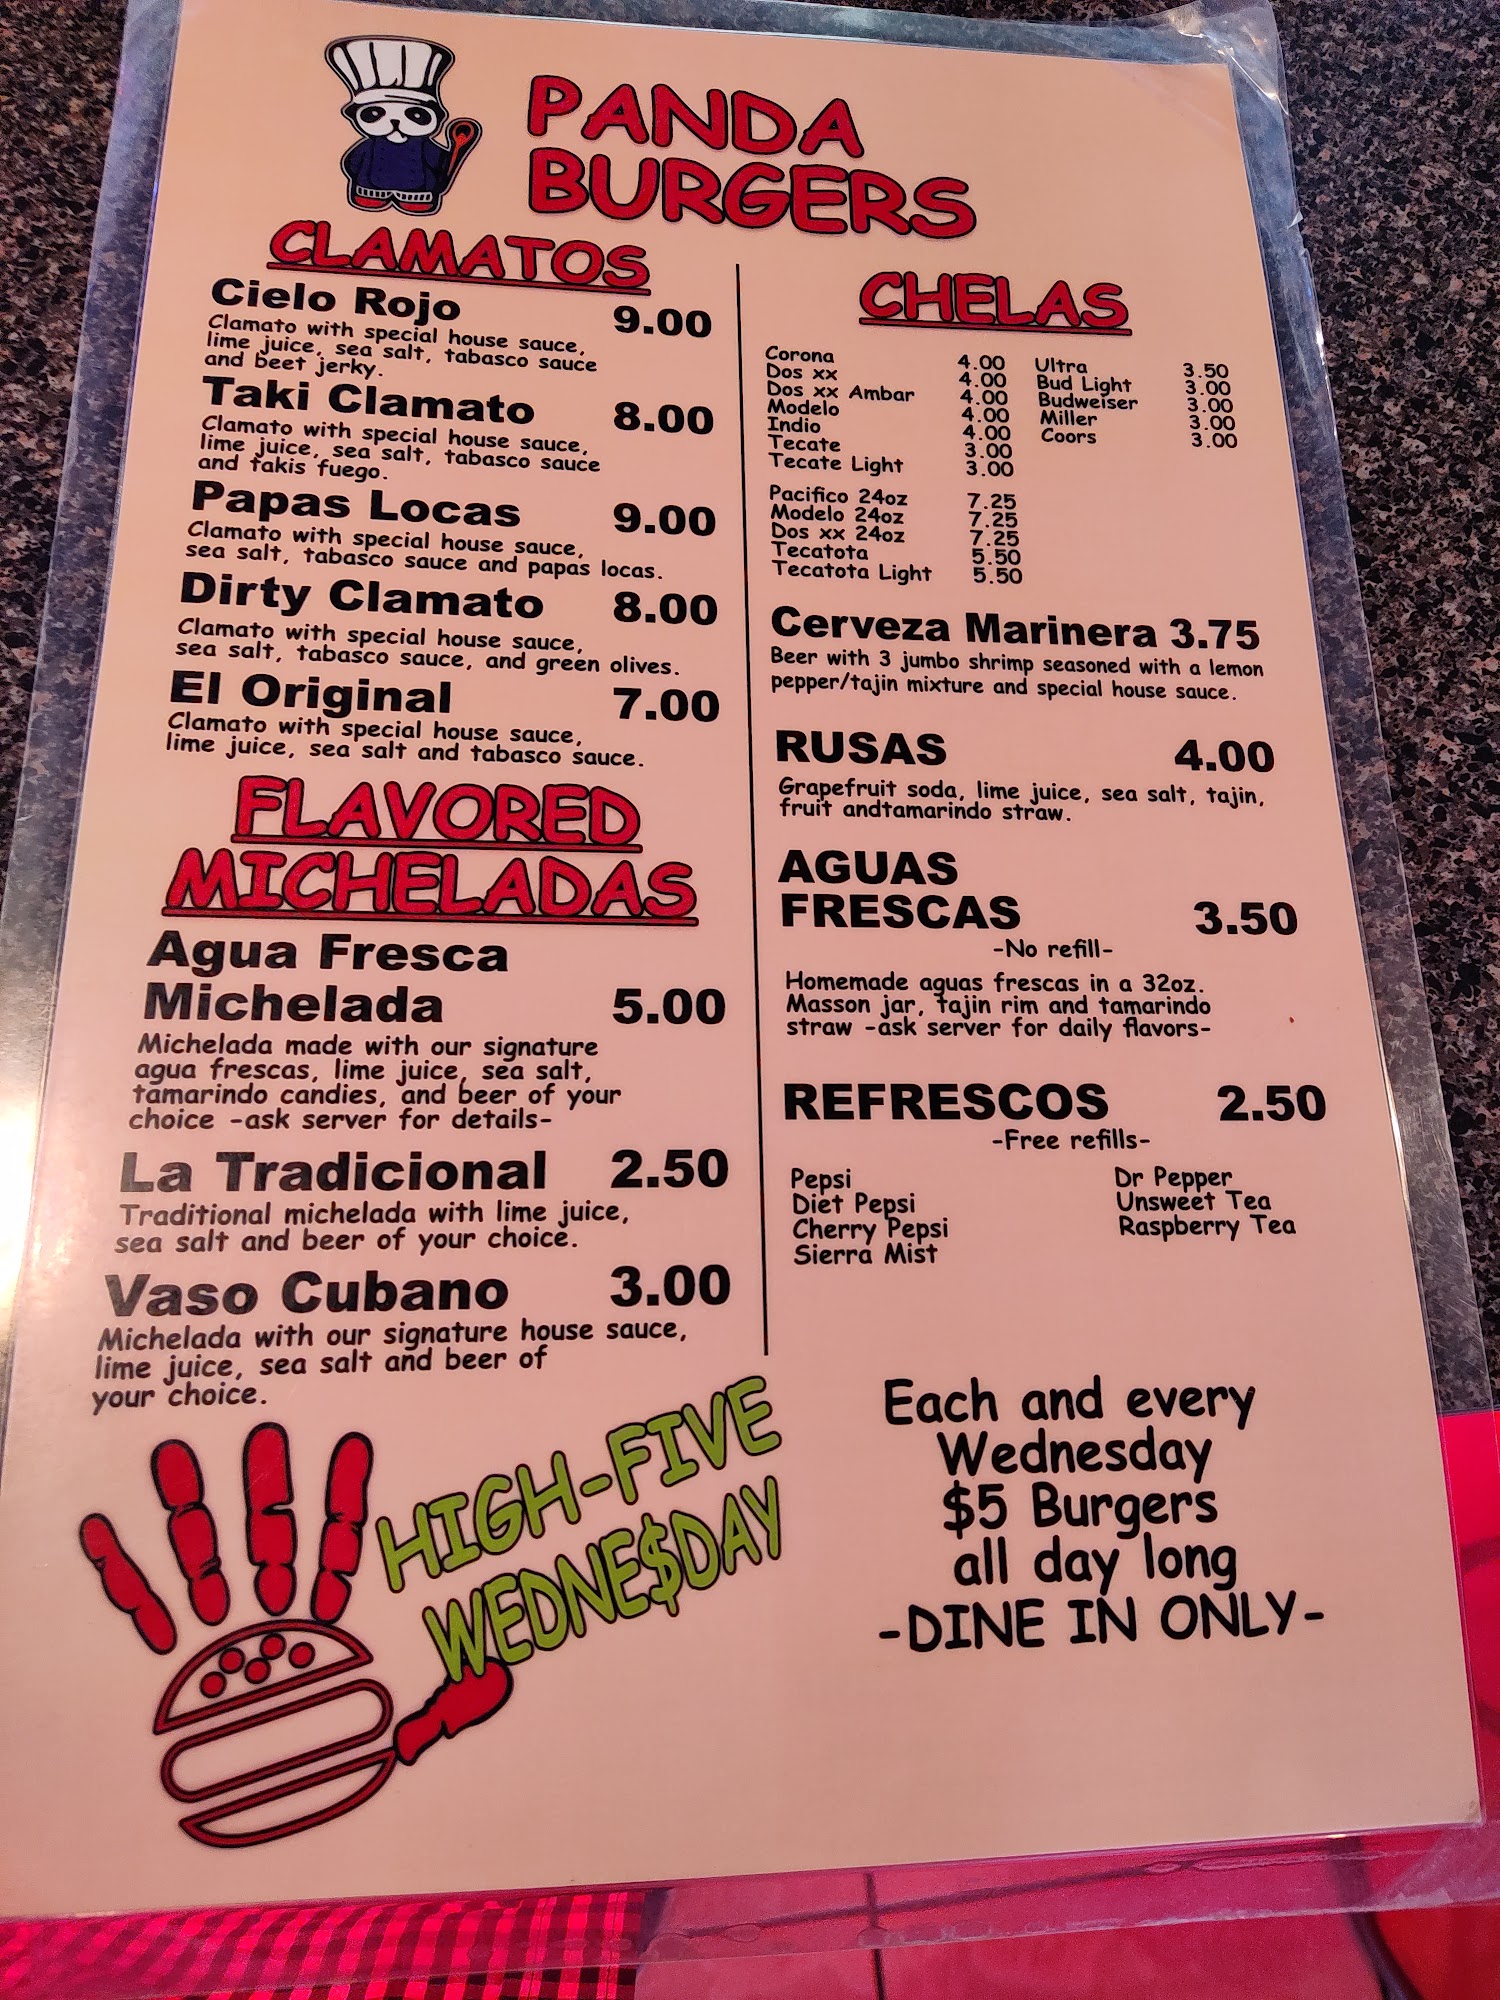 PANDA
BURGERS
CLAMATOS
Cielo Rojo 9.00
Clamato with special house sauce,
lime juice, sea salt, tabasco sauce
and beet jerky.
Taki Clamato 8.00
Clamato with special house sauce,
lime juice, sea salt, tabasco sauce
and takis fuego.
Papas Locas 9.00
Clamato with special house sauce,
sea salt, tabasco sauce and papas locas.
Dirty Clamato 8.00
Clamato with special house sauce,
sea salt, tabasco sauce, and green olives.
El Original 7.00
Clamato with special house sauce,
lime juice, sea salt and tabasco sauce.
FLAVORED
MICHELADAS
Agua Fresca
Michelada 5.00
Michelada made with our signature
agua frescas, lime juice, sea salt,
tamarindo candies, and beer of your
choice -ask server for details-
La Tradicional 2.50
Traditional michelada with lime juice,
sea salt and beer of your choice.
Vaso Cubano 3.00
Michelada with our signature house sauce,
lime juice, sea salt and beer of
your choice.
CHELAS
Corona 4.00
Dos xx 4.00
Dos xx Ambar 4.00
Modelo 4.00
Indio 4.00
Tecate 3.00
Tecate Light 3.00
Ultra 3.50
Bud Light 3.00
Budweiser 3.00
Miller 3.00
Coors 3.00
Pacifico 24oz 7.25
Modelo 24oz 7.25
Dos xx 24oz 7.25
Tecatota 5.50
Tecatota Light 5.50
Cerveza Marinera 3.75
Beer with 3 jumbo shrimp seasoned with a lemon
pepper/tajin mixture and special house sauce.
RUSAS 4.00
Grapefruit soda, lime juice, sea salt, tajin,
fruit andtamarindo straw.
AGUAS
FRESCAS 3.50
-No refill-
Homemade aguas frescas in a 32oz.
Masson jar, tajin rim and tamarindo
straw -ask server for daily flavors-
REFRESCOS 2.50
-Free refills-
Pepsi
Diet Pepsi
Cherry Pepsi
Sierra Mist
Dr Pepper
Unsweet Tea
Raspberry Tea
HIGH-FIVE
WEDNE$DAY
Each and every
Wednesday
$5 Burgers
all day long
-DINE IN ONLY-